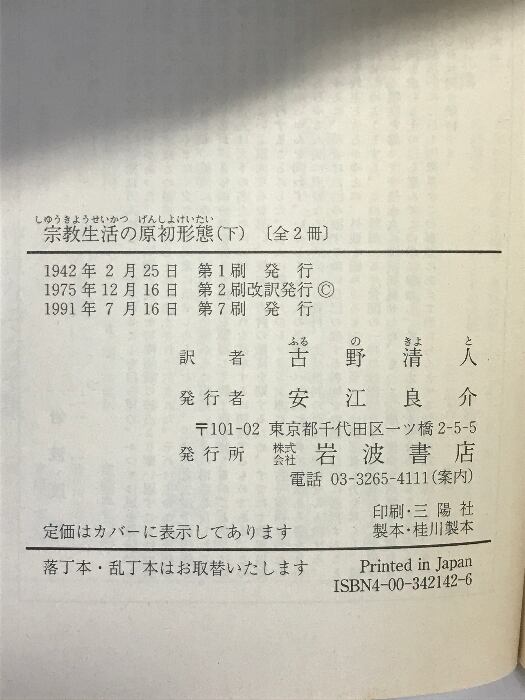 しゆうきようせいかつ げんしよけいたい
宗教生活の原初形態(下) 〔全2冊〕
1942年2月25日 第1刷 発行
1975年12月16日 第2刷改訳発行©
1991年7月16日 第7刷 発行
ふる の きよ と
訳者 古野清人
発行者 安江良介
〒101-02 東京都千代田区一ツ橋2-5-5
発行所 株式会社 岩波書店
電話 03-3265-4111(案内)
印刷・三陽社
定価はカバーに表示してあります 製本・桂川製本
落丁本・乱丁本はお取替いたします Printed in Japan
ISBN4-00-342142-6